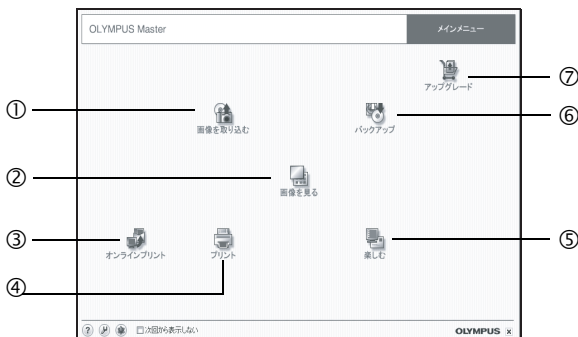 OLYMPUS Master
メインメニュー
⑦
アップグレード
①
画像を取り込む
⑥
バックアップ
②
画像を見る
③
オンラインプリント
プリント
⑤
楽しむ
④
? 次回から表示しない
OLYMPUS x